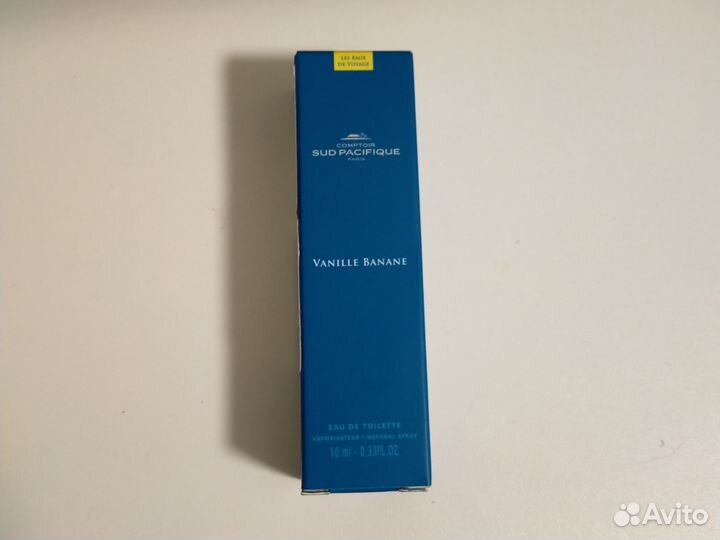 LES EAUX
DE VOYAGE
COMPTOIR
SUD PACIFIQUE
PARIS
VANILLE BANANE
EAU DE TOILETTE
VAPORISATEUR / NATURAL SPRAY
10 ml - 0.33FL.OZ
Avito